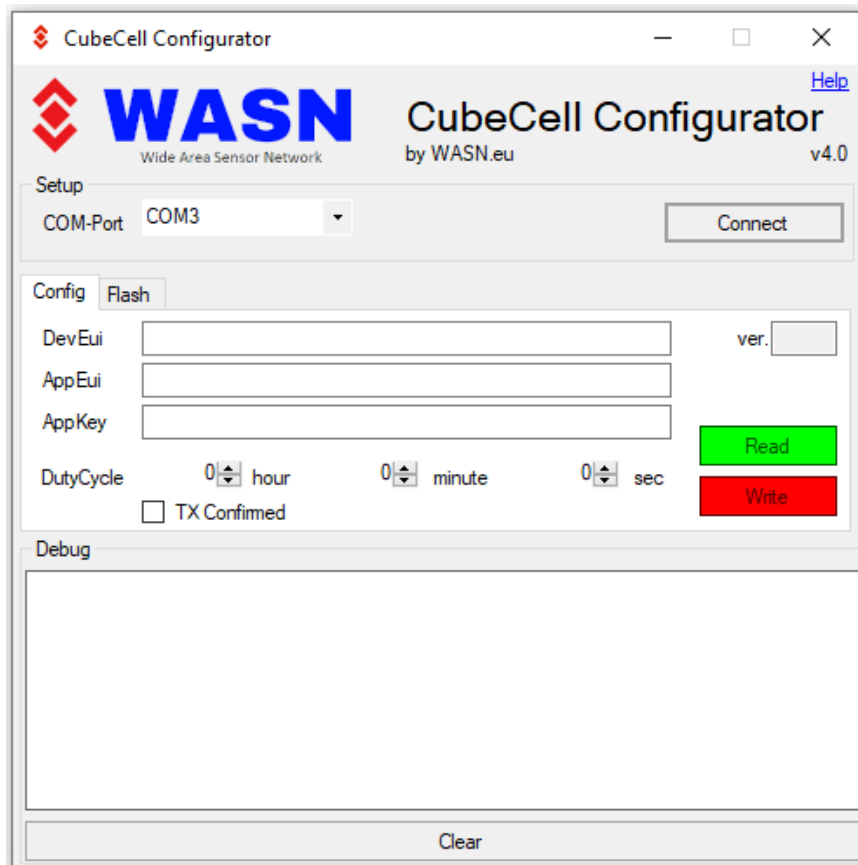 CubeCell Configurator
Help
WASN
CubeCell Configurator
Wide Area Sensor Network
by WASN.eu
v4.0
Setup
COM-Port COM3
Connect
Config Flash
DevEui
ver.
AppEui
AppKey
Read
DutyCycle 0 hour 0 minute 0 sec
Write
TX Confirmed
Debug
Clear